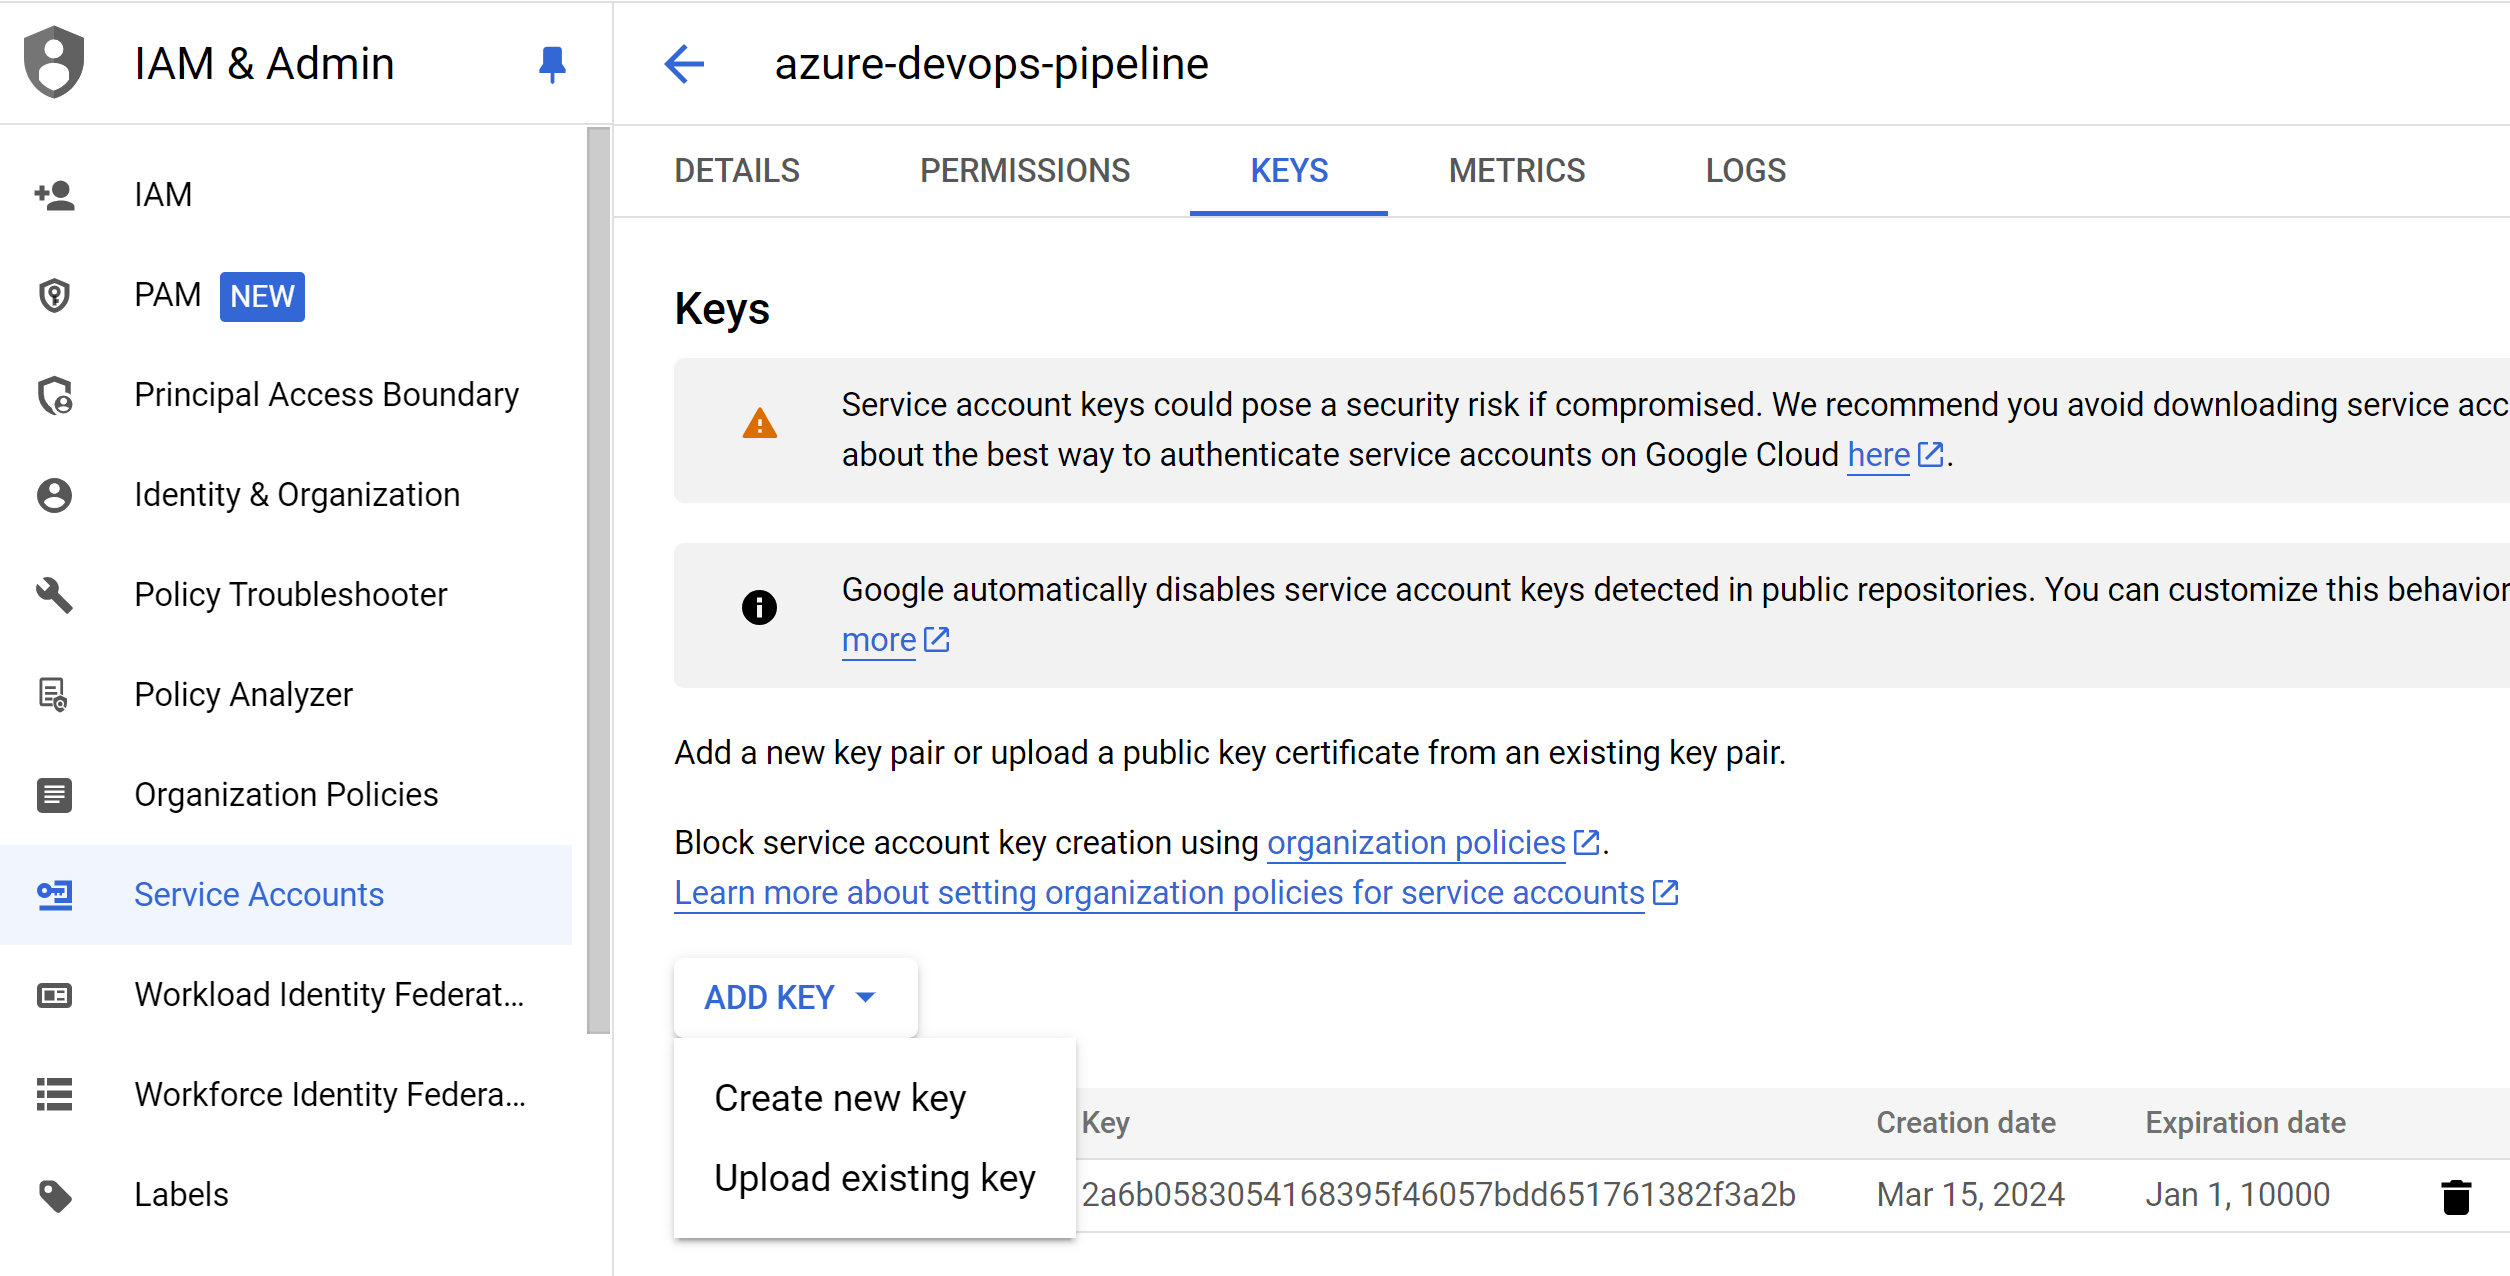 IAM & Admin
azure-devops-pipeline
IAM
PAM NEW
Principal Access Boundary
Identity & Organization
Policy Troubleshooter
Policy Analyzer
Organization Policies
Service Accounts
Workload Identity Federat...
Workforce Identity Federa...
Labels
DETAILS PERMISSIONS KEYS METRICS LOGS
Keys
Service account keys could pose a security risk if compromised. We recommend you avoid downloading service acc
about the best way to authenticate service accounts on Google Cloud here.
Google automatically disables service account keys detected in public repositories. You can customize this behavior
more
Add a new key pair or upload a public key certificate from an existing key pair.
Block service account key creation using organization policies.
Learn more about setting organization policies for service accounts
ADD KEY
Create new key
Upload existing key
Key Creation date Expiration date
2a6b0583054168395f46057bdd651761382f3a2b Mar 15, 2024 Jan 1, 10000